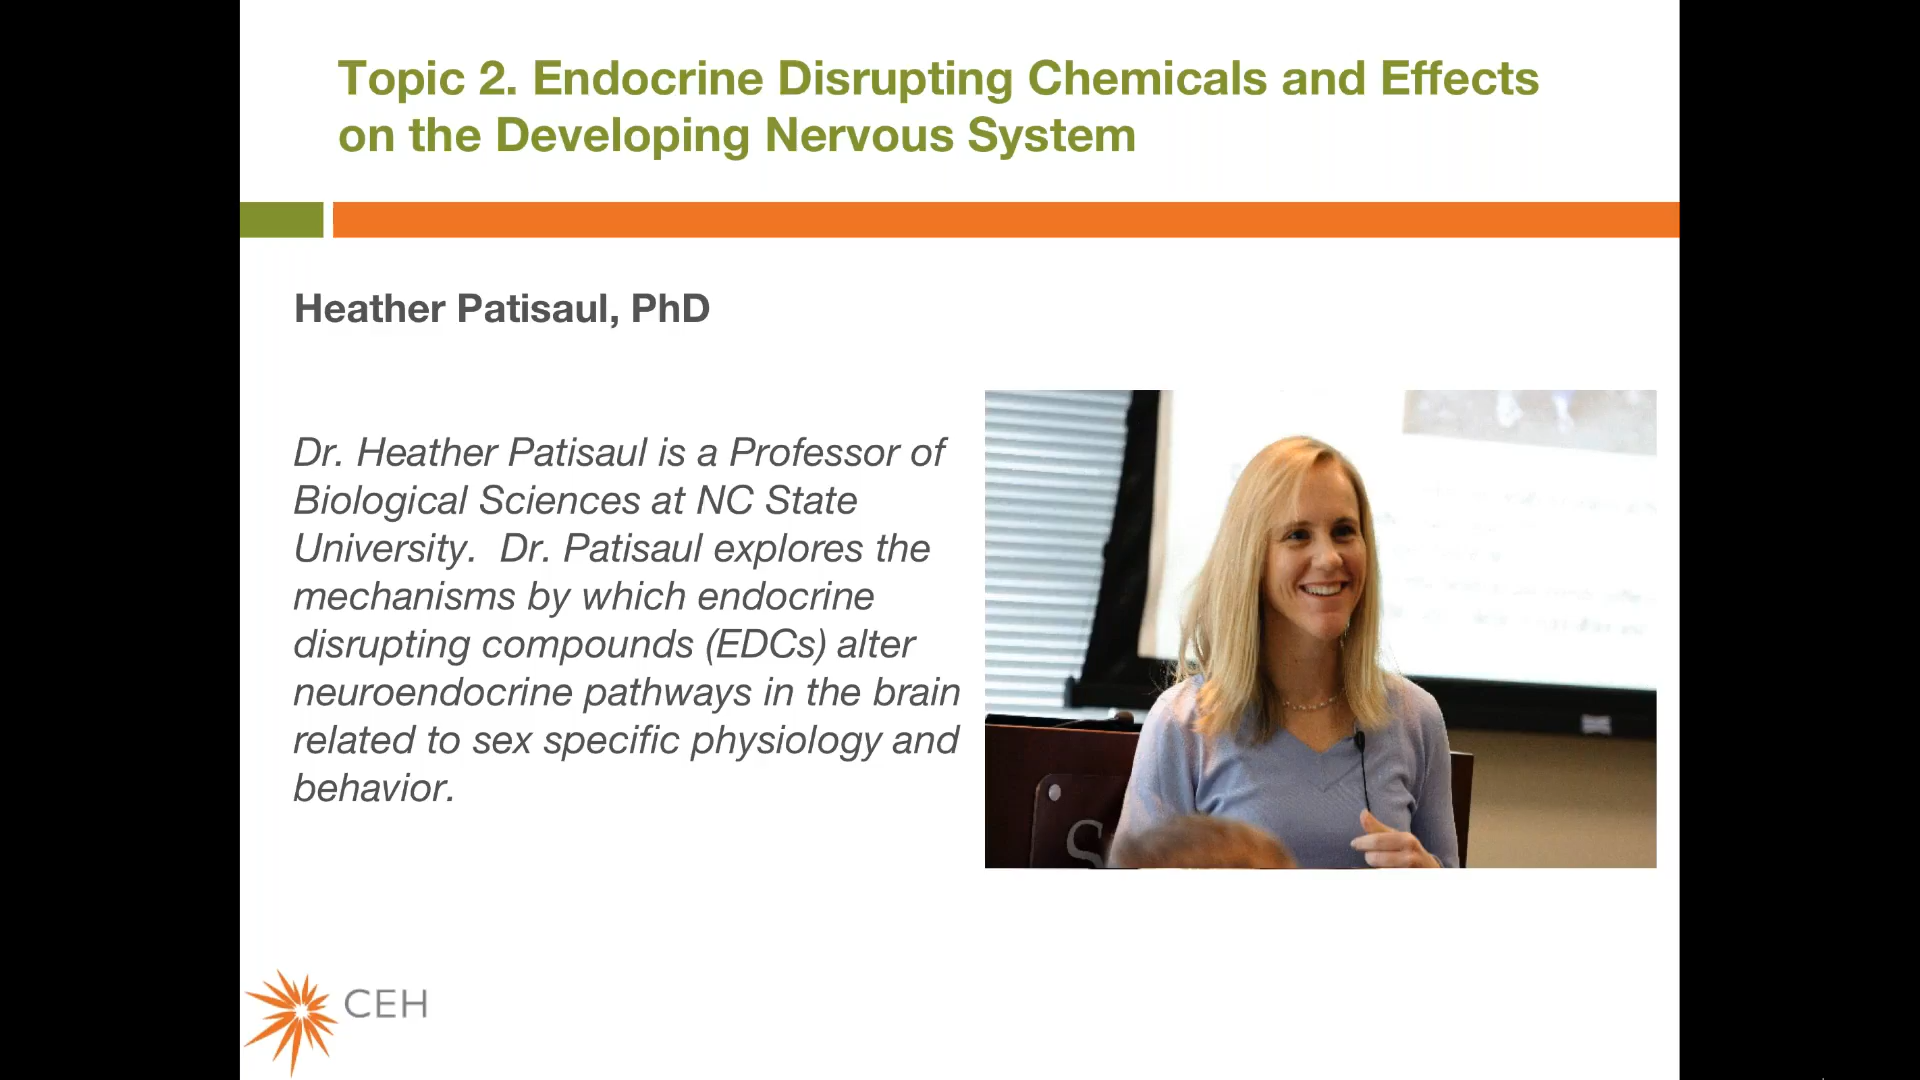 Topic 2. Endocrine Disrupting Chemicals and Effects
on the Developing Nervous System
Heather Patisaul, PhD
Dr. Heather Patisaul is a Professor of
Biological Sciences at NC State
University.  Dr. Patisaul explores the
mechanisms by which endocrine
disrupting compounds (EDCs) alter
neuroendocrine pathways in the brain
related to sex specific physiology and
behavior.
CEH